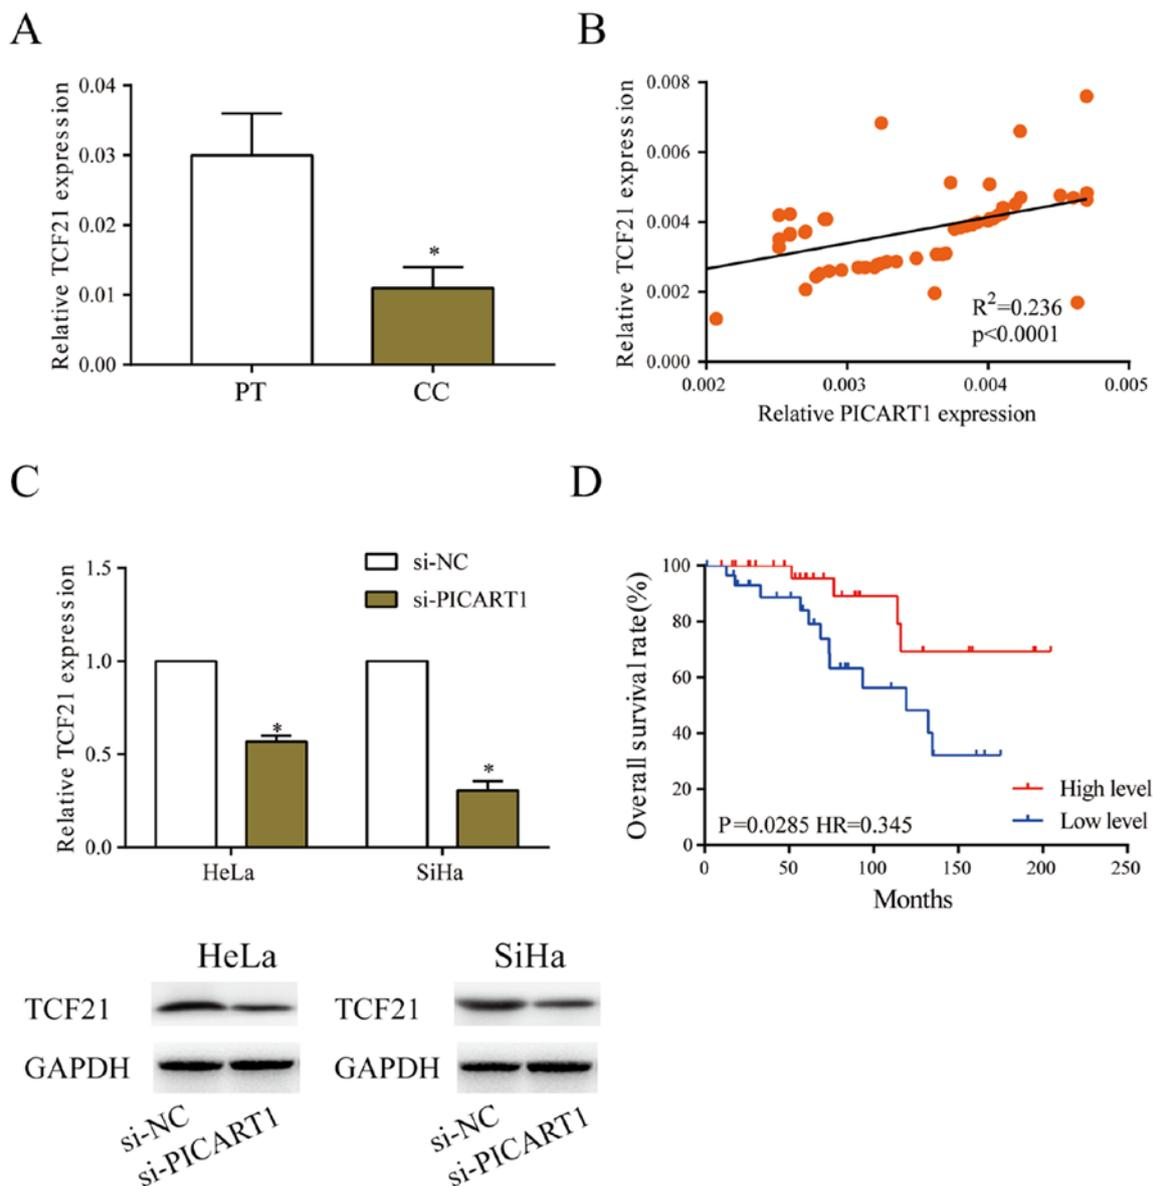 A
Relative TCF21 expression
0.04
0.03
0.02
0.01
0.00
*
PT CC
B
Relative TCF21 expression
0.008
0.006
0.004
0.002
0.000
R²=0.236
p<0.0001
0.002 0.003 0.004 0.005
Relative PICART1 expression
C
Relative TCF21 expression
si-NC
si-PICART1
1.5
1.0
0.5
0.0
*
*
HeLa SiHa
HeLa SiHa
TCF21 TCF21
GAPDH GAPDH
si-NC si-NC
si-PICART1 si-PICART1
D
Overall survival rate(%)
100
80
60
40
20
0
High level
Low level
P=0.0285 HR=0.345
0 50 100 150 200 250
Months